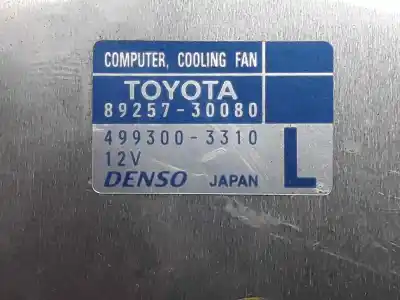 COMPUTER, COOLING FAN
TOYOTA
89257-30080
499300-3310
12V
DENSO JAPAN L